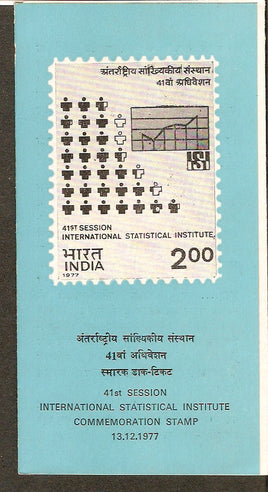 अंतर्राष्ट्रीय सांख्यिकीय संस्थान
41वां अधिवेशन
ISI
41ST SESSION
INTERNATIONAL STATISTICAL INSTITUTE
भारत
INDIA
2.00
1977
अंतर्राष्ट्रीय सांख्यिकीय संस्थान
41वां अधिवेशन
स्मारक डाक-टिकट
41st SESSION
INTERNATIONAL STATISTICAL INSTITUTE
COMMEMORATION STAMP
13.12.1977